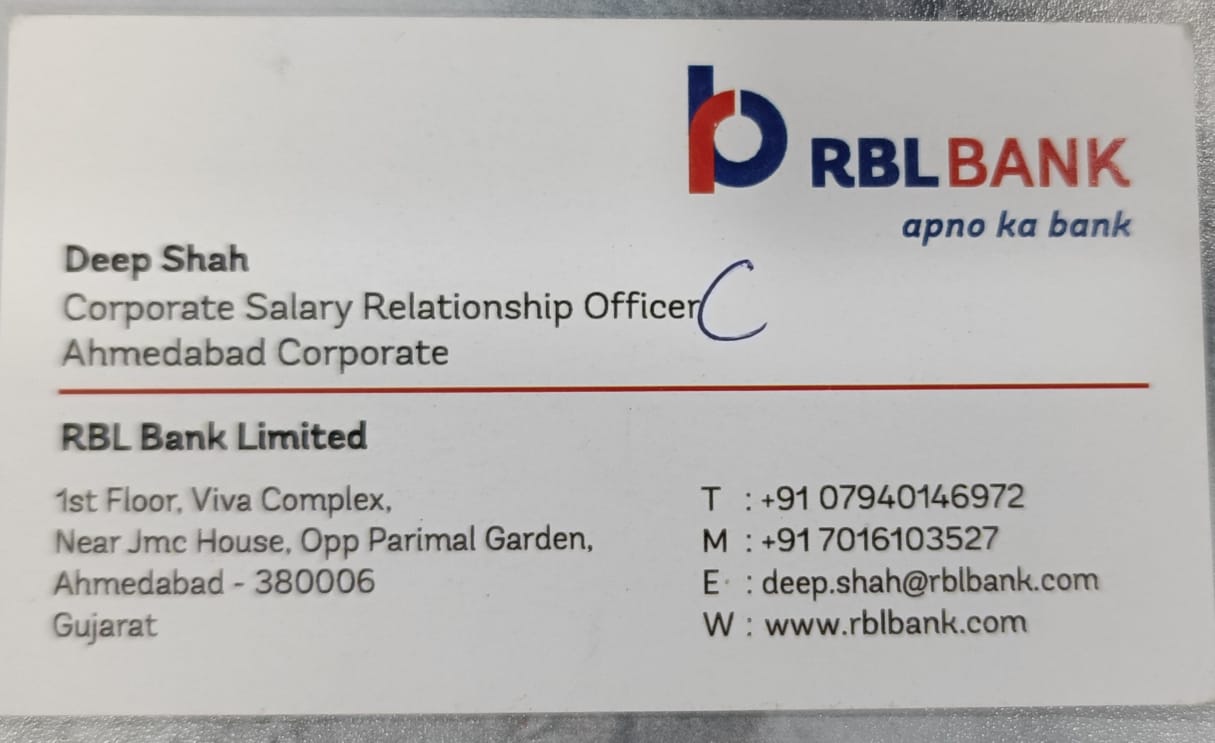 RBL BANK
apno ka bank
Deep Shah
Corporate Salary Relationship Officer C
Ahmedabad Corporate
RBL Bank Limited
1st Floor, Viva Complex,
Near Jmc House, Opp Parimal Garden,
Ahmedabad - 380006
Gujarat
T : +91 07940146972
M : +91 7016103527
E : deep.shah@rblbank.com
W : www.rblbank.com